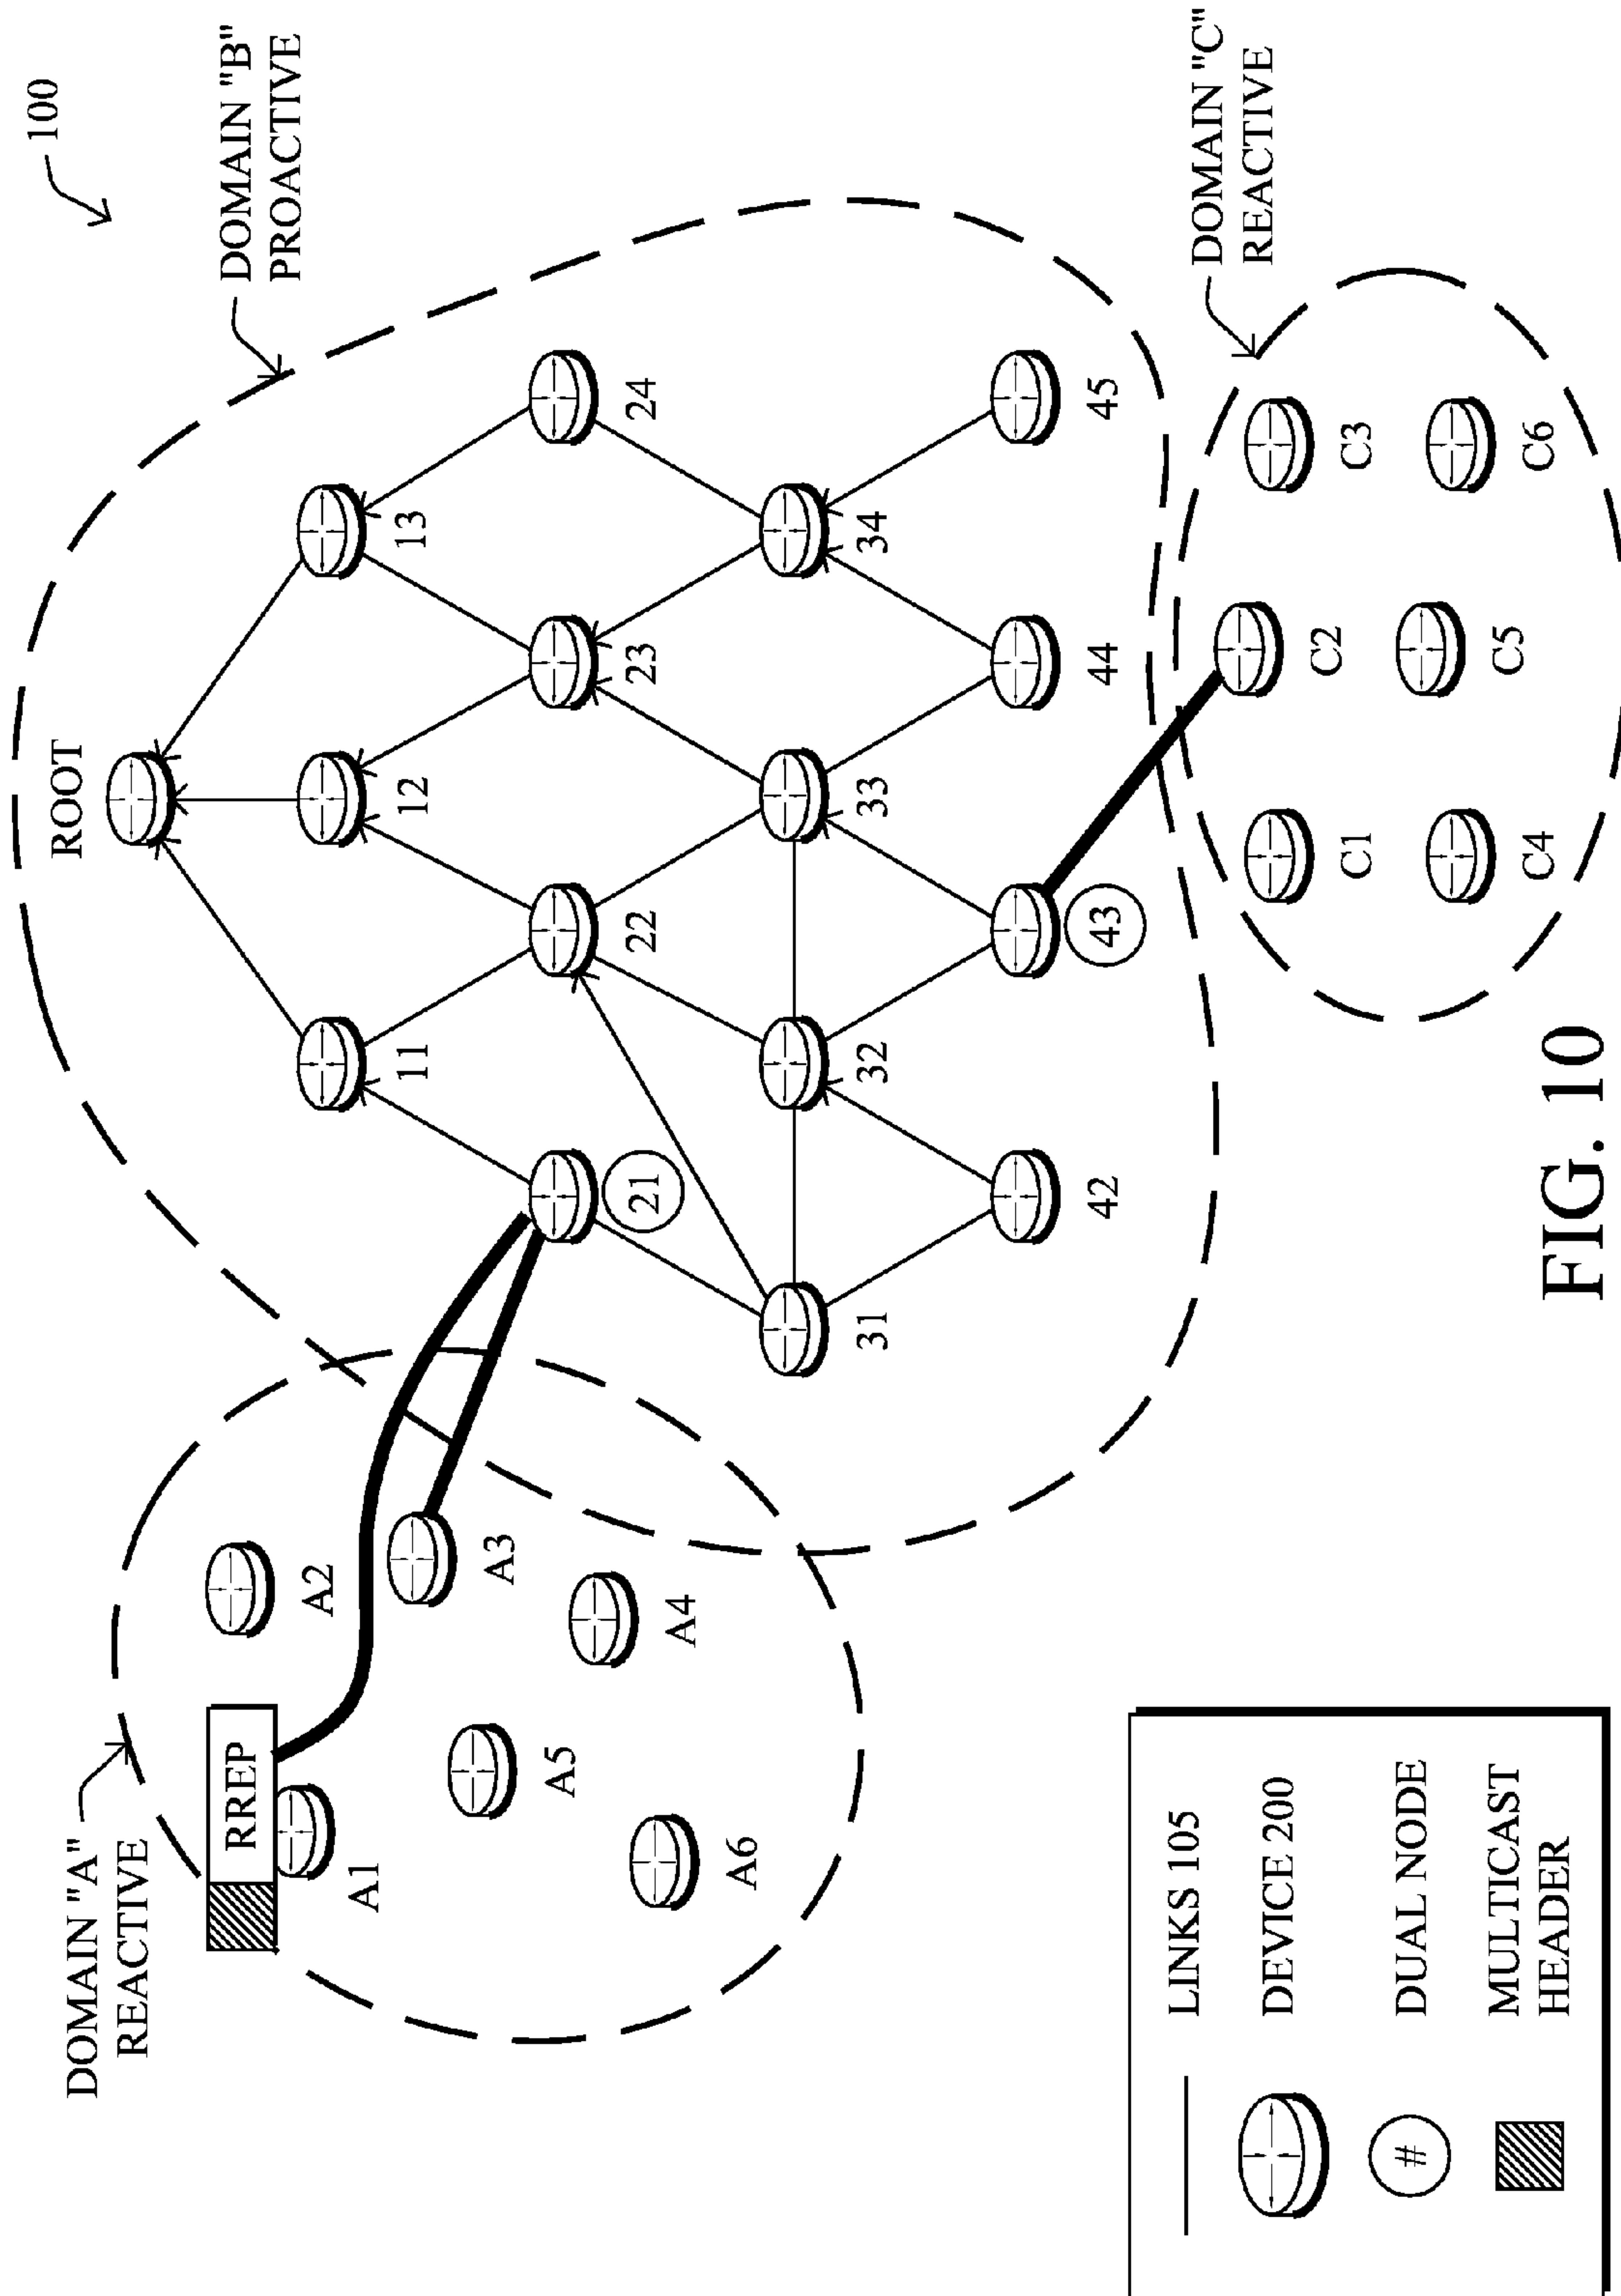 100
DOMAIN "A"
REACTIVE
RREP
A1
A2
A3
A4
A5
A6
DOMAIN "B"
PROACTIVE
ROOT
11
12
13
21
22
23
24
31
32
33
34
42
43
44
45
DOMAIN "C"
REACTIVE
C1
C2
C3
C4
C5
C6
LINKS 105
DEVICE 200
# DUAL NODE
MULTICAST
HEADER
FIG. 10